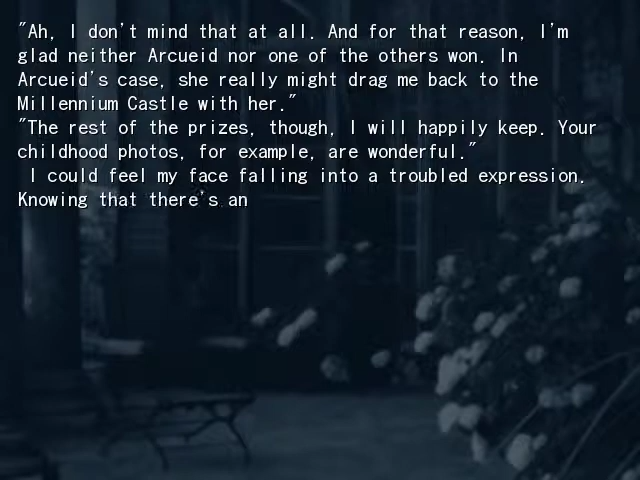 "Ah, I don't mind that at all. And for that reason, I'm
glad neither Arcueid nor one of the others won. In
Arcueid's case, she really might drag me back to the
Millennium Castle with her."
"The rest of the prizes, though, I will happily keep. Your
childhood photos, for example, are wonderful."
I could feel my face falling into a troubled expression.
Knowing that there's an